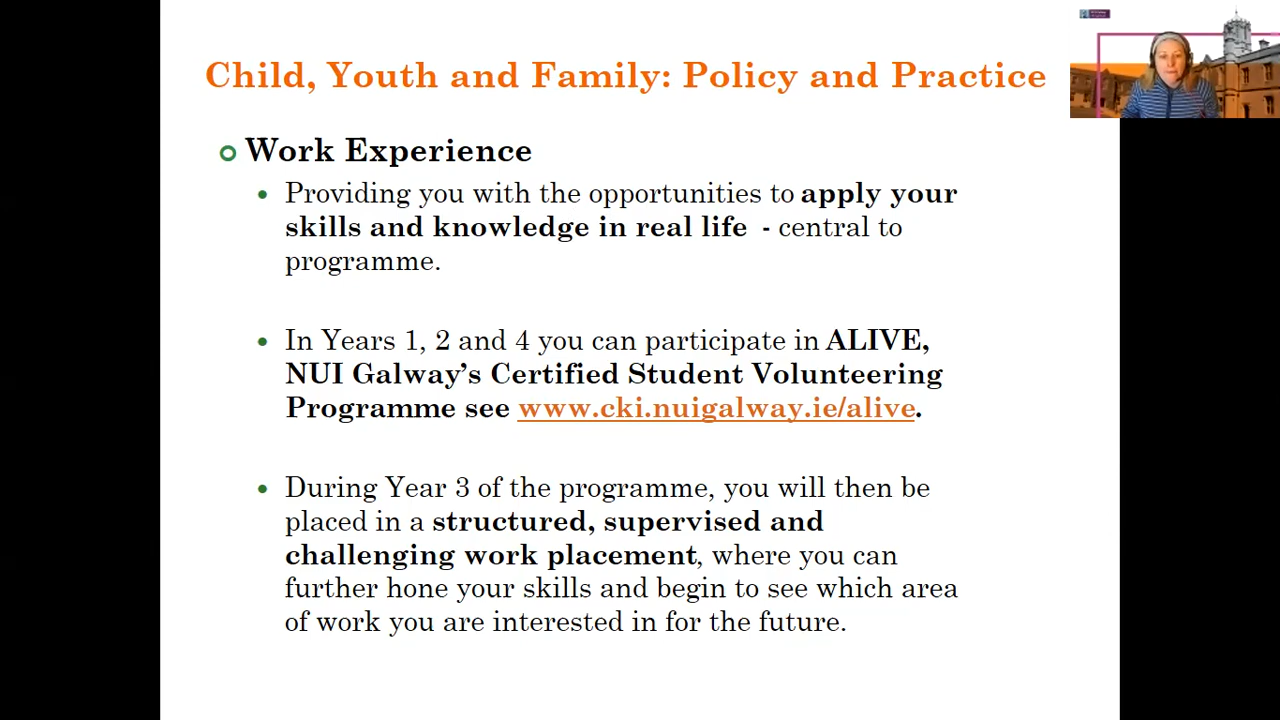 Child, Youth and Family: Policy and Practice
Work Experience
Providing you with the opportunities to apply your
skills and knowledge in real life - central to
programme.
In Years 1, 2 and 4 you can participate in ALIVE,
NUI Galway’s Certified Student Volunteering
Programme see www.cki.nuigalway.ie/alive.
During Year 3 of the programme, you will then be
placed in a structured, supervised and
challenging work placement, where you can
further hone your skills and begin to see which area
of work you are interested in for the future.